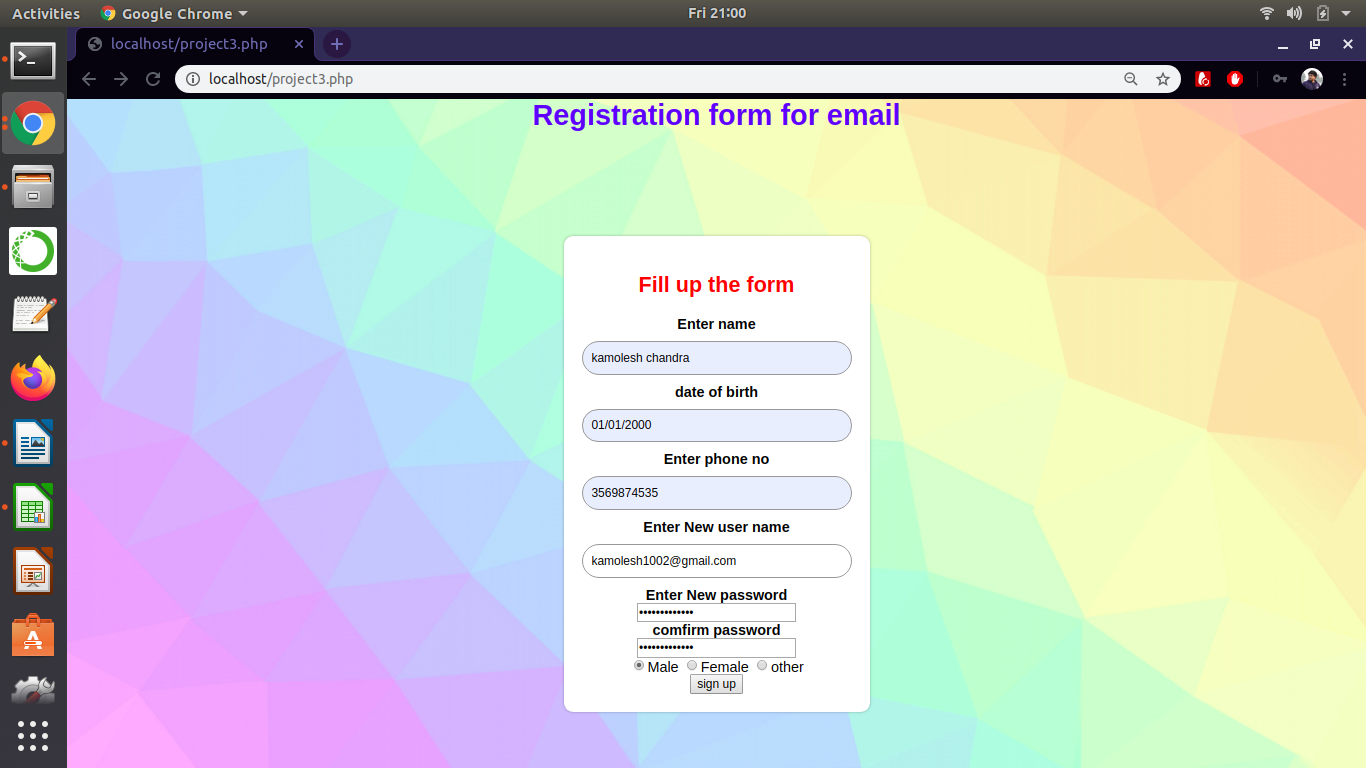 Activities Google Chrome Fri 21:00
localhost/project3.php
localhost/project3.php
Registration form for email
Fill up the form
Enter name
kamolesh chandra
date of birth
01/01/2000
Enter phone no
3569874535
Enter New user name
kamolesh1002@gmail.com
Enter New password
•••••••••••••
comfirm password
•••••••••••••
Male Female other
sign up